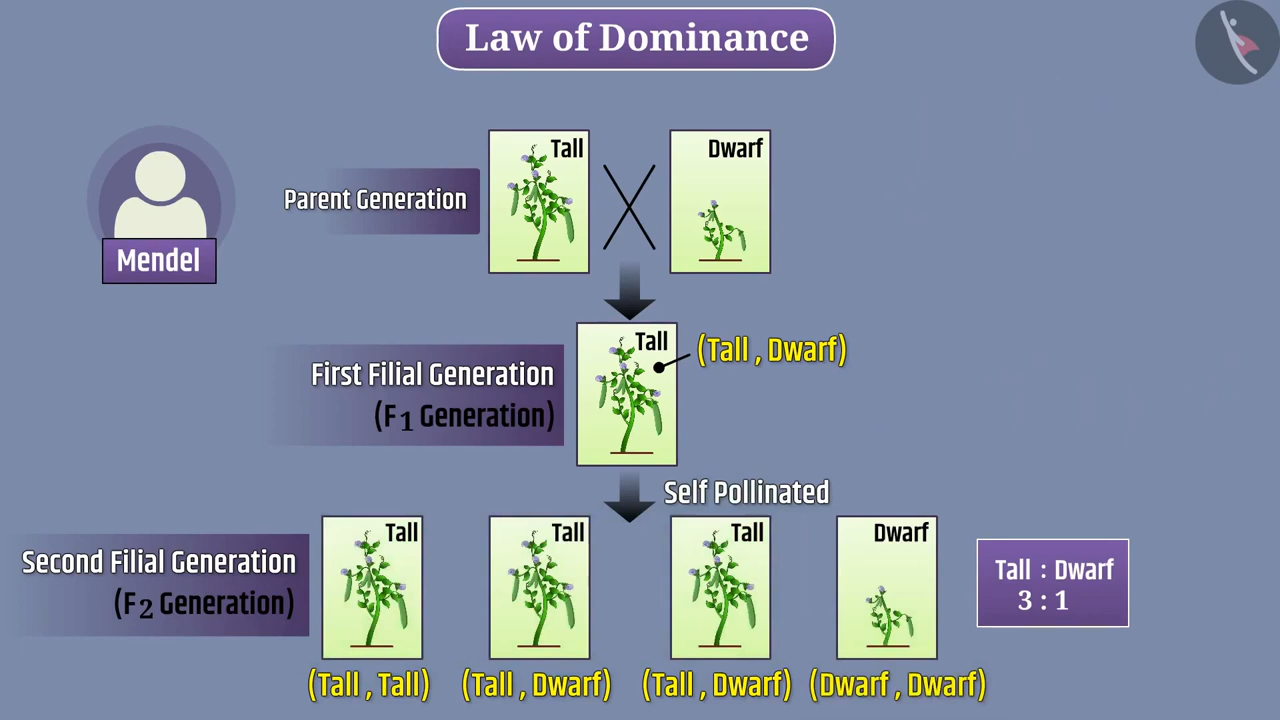 Law of Dominance
Tall
Dwarf
Parent Generation
Mendel
Tall
(Tall , Dwarf)
First Filial Generation
(F1 Generation)
Self Pollinated
Tall
Tall
Tall
Dwarf
Second Filial Generation
(F2 Generation)
Tall : Dwarf
3 : 1
(Tall , Tall)
(Tall , Dwarf)
(Tall , Dwarf)
(Dwarf , Dwarf)